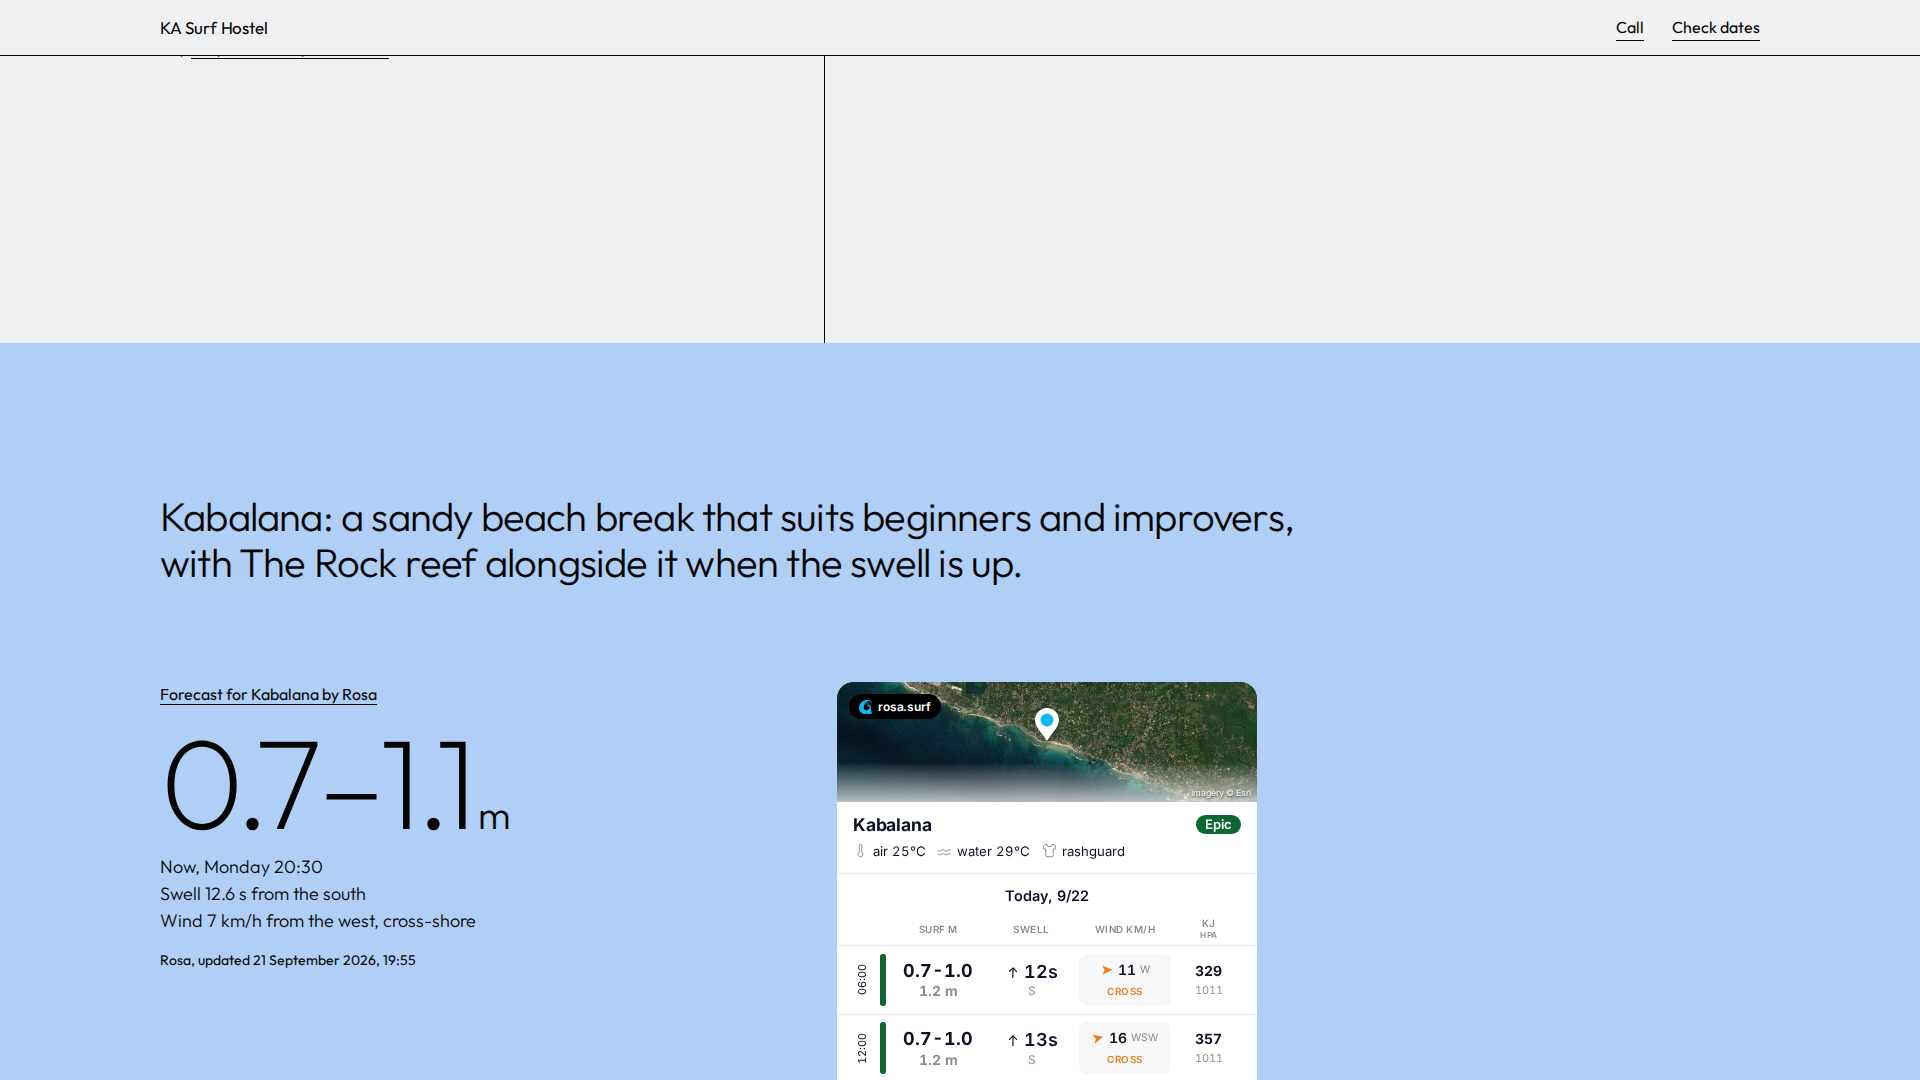 KA Surf Hostel
Call
Check dates
Kabalana: a sandy beach break that suits beginners and improvers,
with The Rock reef alongside it when the swell is up.
Forecast for Kabalana by Rosa
0.7–1.1 m
Now, Monday 20:30
Swell 12.6 s from the south
Wind 7 km/h from the west, cross-shore
Rosa, updated 21 September 2026, 19:55
rosa.surf
Imagery © Esri
Kabalana
Epic
air 25°C water 29°C rashguard
Today, 9/22
SURF M SWELL WIND KM/H KJ
HPA
06:00 0.7-1.0 ↑ 12s 11 W 329
1.2 m S CROSS 1011
12:00 0.7-1.0 ↑ 13s 16 WSW 357
1.2 m S CROSS 1011